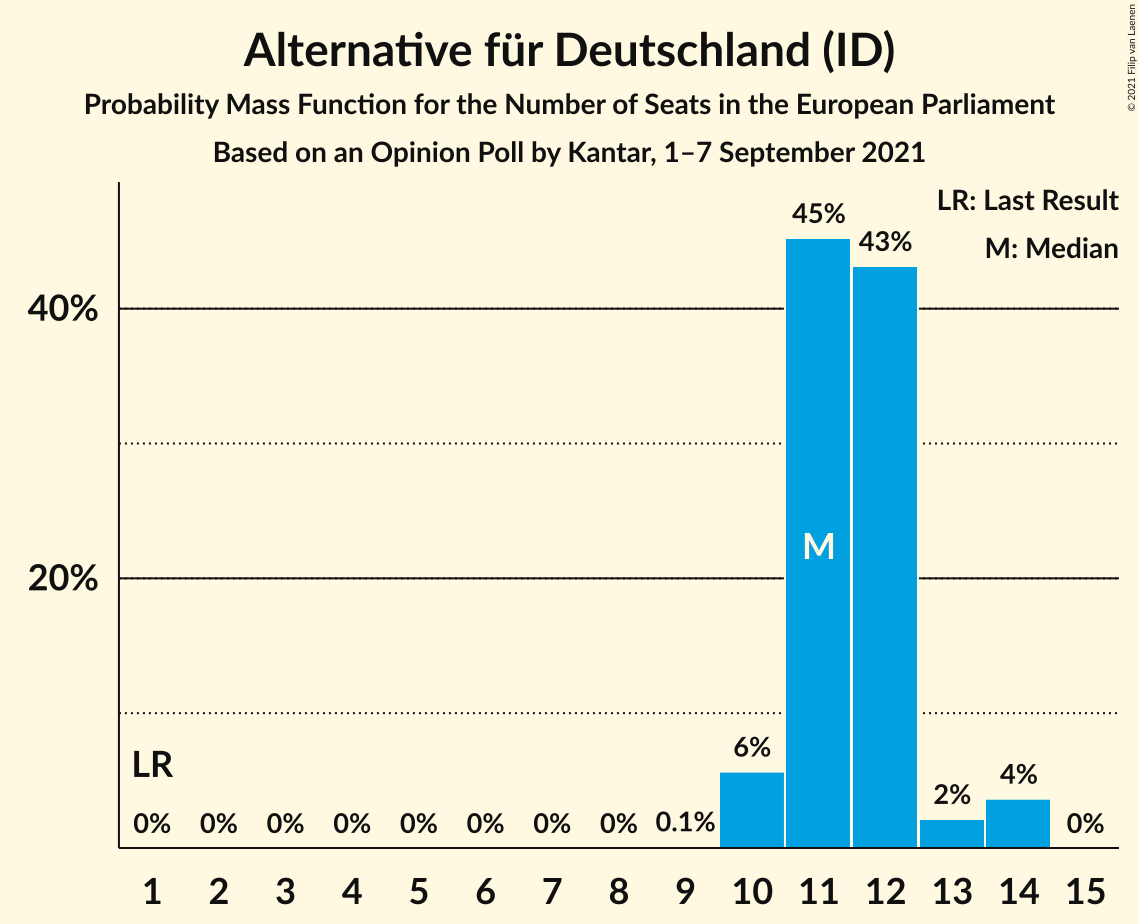 Alternative für Deutschland (ID)
Probability Mass Function for the Number of Seats in the European Parliament
Based on an Opinion Poll by Kantar, 1–7 September 2021
© 2021 Filip van Laenen
LR: Last Result
M: Median
45%
43%
40%
M
20%
LR
0% 0% 0% 0% 0% 0% 0% 0% 0.1% 6% 2% 4% 0%
1 2 3 4 5 6 7 8 9 10 11 12 13 14 15